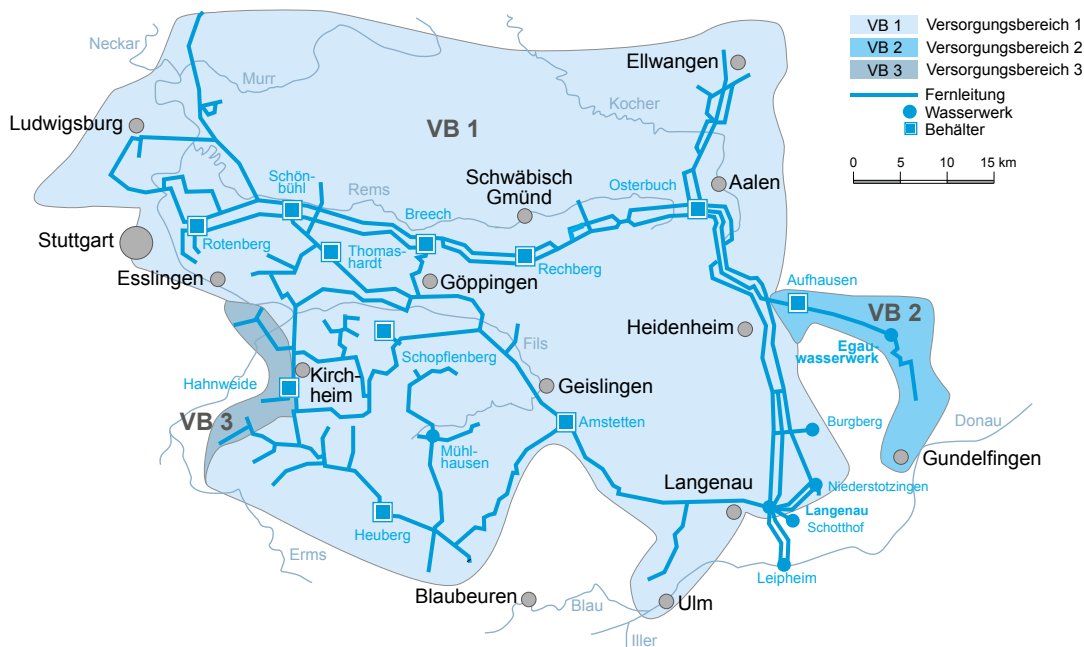 VB 1 Versorgungsbereich 1
VB 2 Versorgungsbereich 2
VB 3 Versorgungsbereich 3
Fernleitung
Wasserwerk
Behälter
0 5 10 15 km
Neckar
Murr
Ellwangen
Kocher
Ludwigsburg
VB 1
Schön-
bühl
Rems
Schwäbisch
Gmünd
Osterbuch
Aalen
Breech
Stuttgart
Rotenberg
Thomas-
hardt
Rechberg
Esslingen
Göppingen
Aufhausen
VB 2
Heidenheim
Egau-
wasserwerk
Fils
Schopflenberg
Hahnweide
Kirch-
heim
Geislingen
VB 3
Amstetten
Burgberg
Donau
Mühl-
hausen
Gundelfingen
Langenau
Niederstotzingen
Langenau
Schotthof
Heuberg
Erms
Leipheim
Blaubeuren
Blau
Ulm
Iller